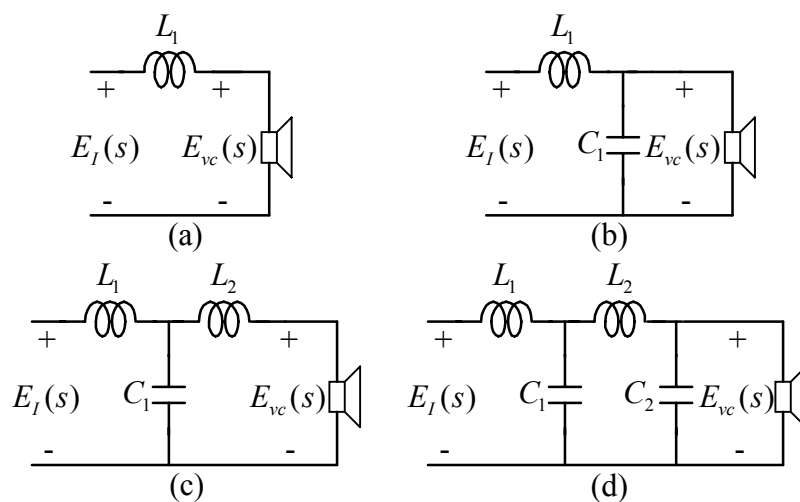 L₁
+ +
E_I(s) E_vc(s)
- -
(a)
L₁
+ +
E_I(s) C₁ E_vc(s)
- -
(b)
L₁ L₂
+ +
E_I(s) C₁ E_vc(s)
- -
(c)
L₁ L₂
+ +
E_I(s) C₁ C₂ E_vc(s)
- -
(d)